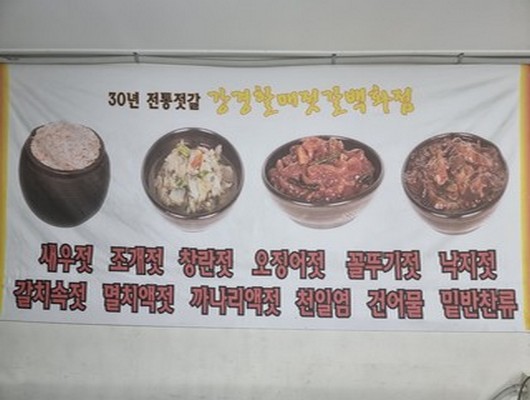 30년 전통젓갈 강경할매젓갈백화점
새우젓 조개젓 창란젓 오징어젓 꼴뚜기젓 낙지젓
갈치속젓 멸치액젓 까나리액젓 천일염 건어물 밑반찬류